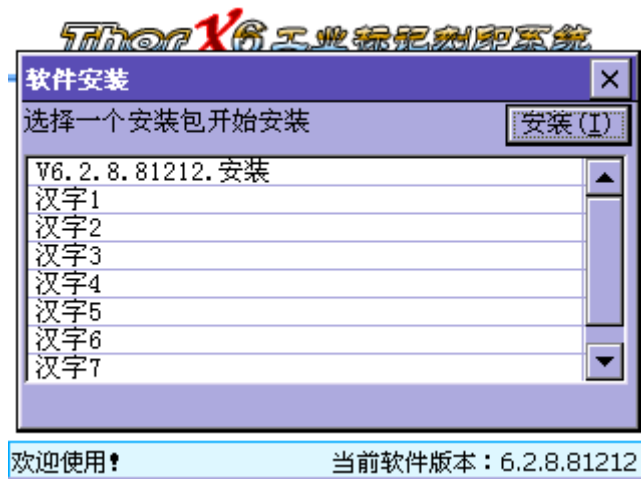 ThorX6工业标记刻印系统
软件安装
选择一个安装包开始安装
安装(I)
V6.2.8.81212.安装
汉字1
汉字2
汉字3
汉字4
汉字5
汉字6
汉字7
欢迎使用!
当前软件版本：6.2.8.81212